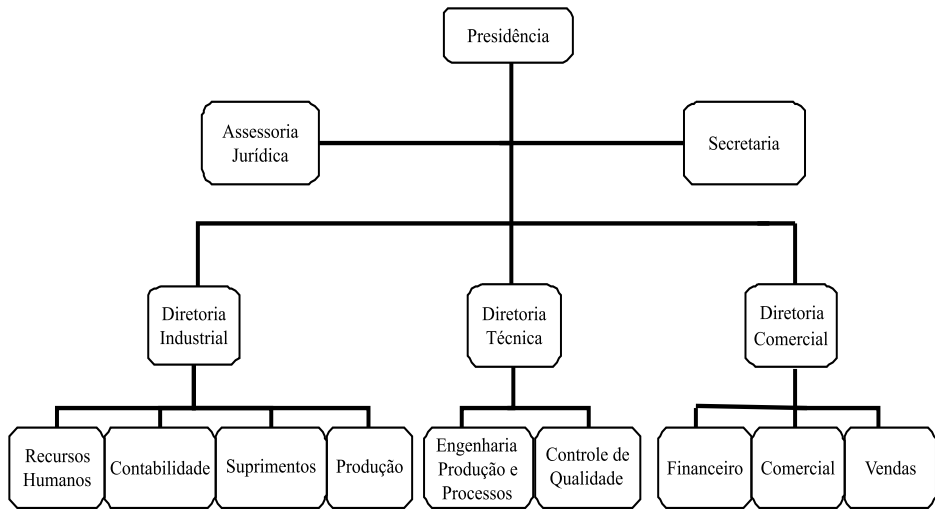 Presidência
Assessoria
Jurídica
Secretaria
Diretoria
Industrial
Diretoria
Técnica
Diretoria
Comercial
Recursos
Humanos
Contabilidade
Suprimentos
Produção
Engenharia
Produção e
Processos
Controle de
Qualidade
Financeiro
Comercial
Vendas